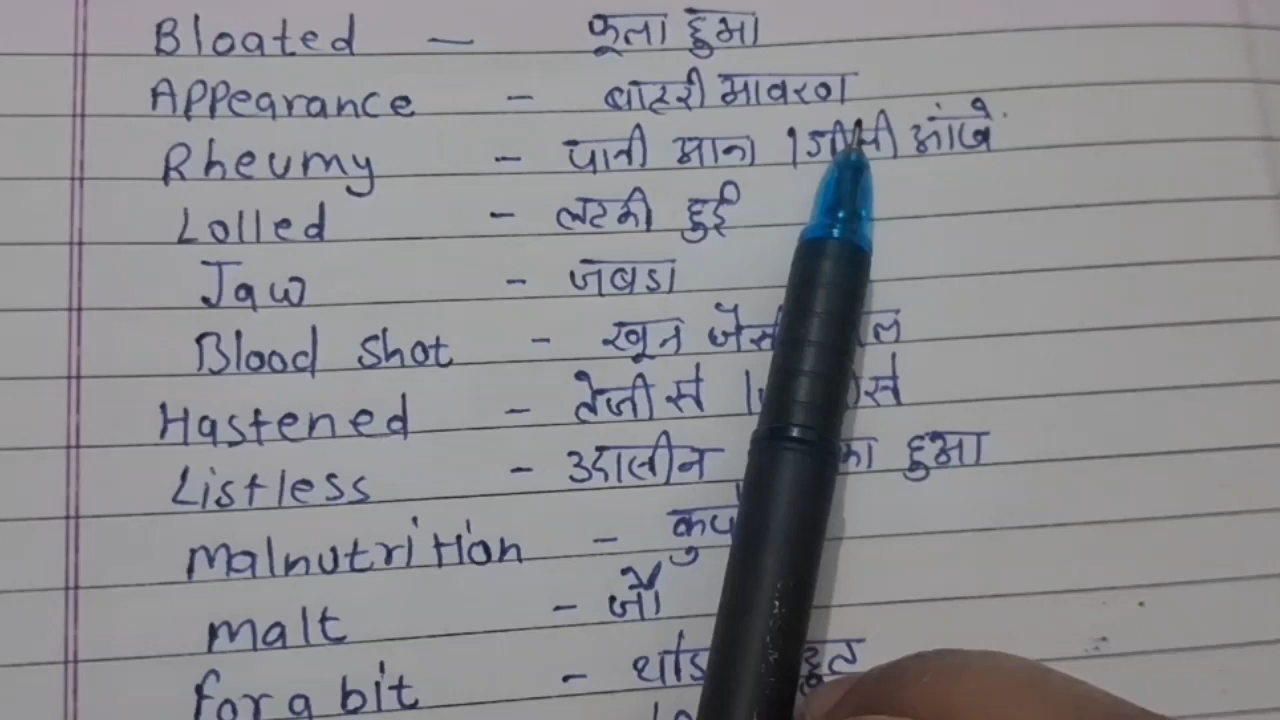 Bloated - फूला हुआ
Appearance - बाहरी आवरण
Rheumy - पानी आना । गीली आंखे
Lolled - लटकी हुई
Jaw - जबडा
Blood Shot - खून
Hastened - तेजी से
Listless - उदासीन हुआ
Malnutrition -
malt - जौ
for a bit -